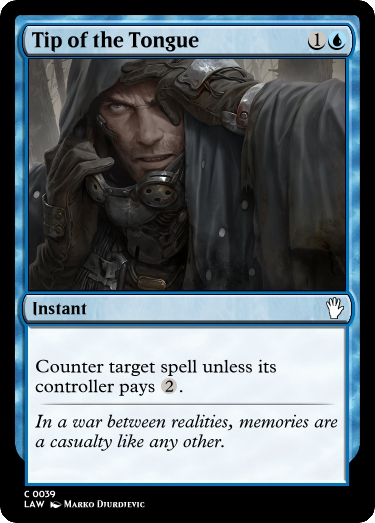 Tip of the Tongue 1
Instant
Counter target spell unless its
controller pays 2.
In a war between realities, memories are
a casualty like any other.
C 0039
LAW Marko Djurdjevic